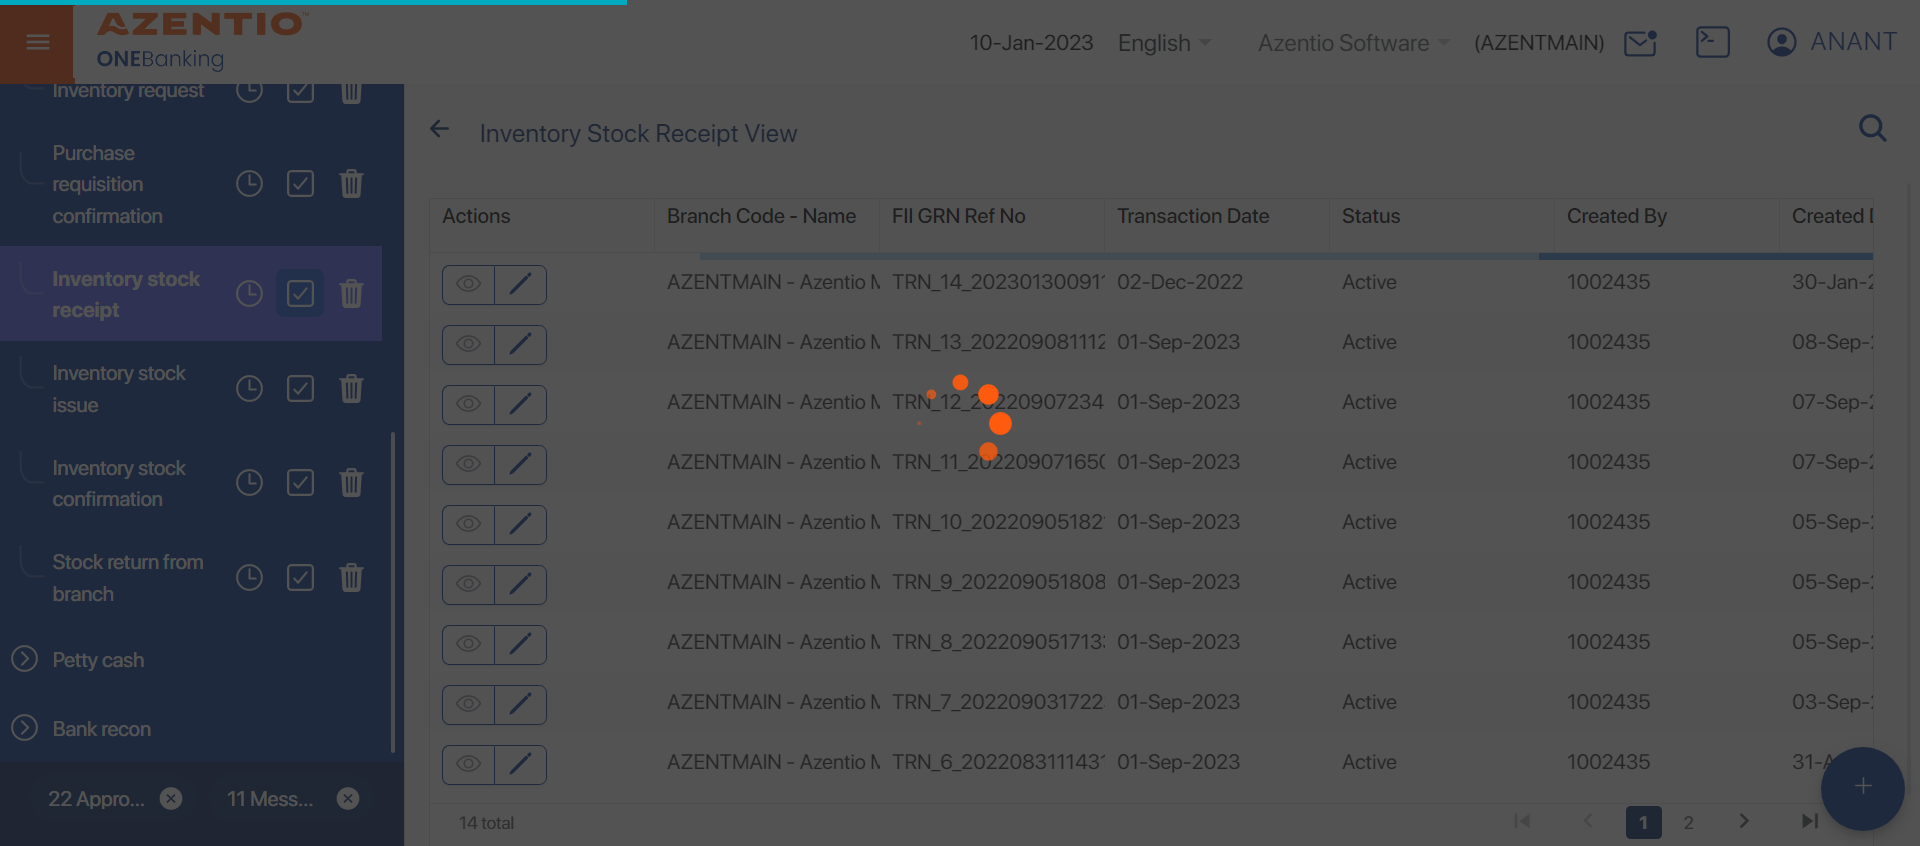 AZENTIO™
ONEBanking
10-Jan-2023
English
Azentio Software
(AZENTMAIN)
ANANT
Inventory request
Purchase
requisition
confirmation
Inventory stock
receipt
Inventory stock
issue
Inventory stock
confirmation
Stock return from
branch
Petty cash
Bank recon
22 Appro...
11 Mess...
Inventory Stock Receipt View
Actions Branch Code - Name FII GRN Ref No Transaction Date Status Created By Created
AZENTMAIN - Azentio TRN_14_202301300911 02-Dec-2022 Active 1002435 30-Jan-
AZENTMAIN - Azentio TRN_13_202209081112 01-Sep-2023 Active 1002435 08-Sep-
AZENTMAIN - Azentio TRN_12_20220907234 01-Sep-2023 Active 1002435 07-Sep-
AZENTMAIN - Azentio TRN_11_20220907165 01-Sep-2023 Active 1002435 07-Sep-
AZENTMAIN - Azentio TRN_10_20220905182 01-Sep-2023 Active 1002435 05-Sep-
AZENTMAIN - Azentio TRN_9_202209051808 01-Sep-2023 Active 1002435 05-Sep-
AZENTMAIN - Azentio TRN_8_20220905171 01-Sep-2023 Active 1002435 05-Sep-
AZENTMAIN - Azentio TRN_7_202209031722 01-Sep-2023 Active 1002435 03-Sep-
AZENTMAIN - Azentio TRN_6_20220831114 01-Sep-2023 Active 1002435 31-A
14 total
1 2